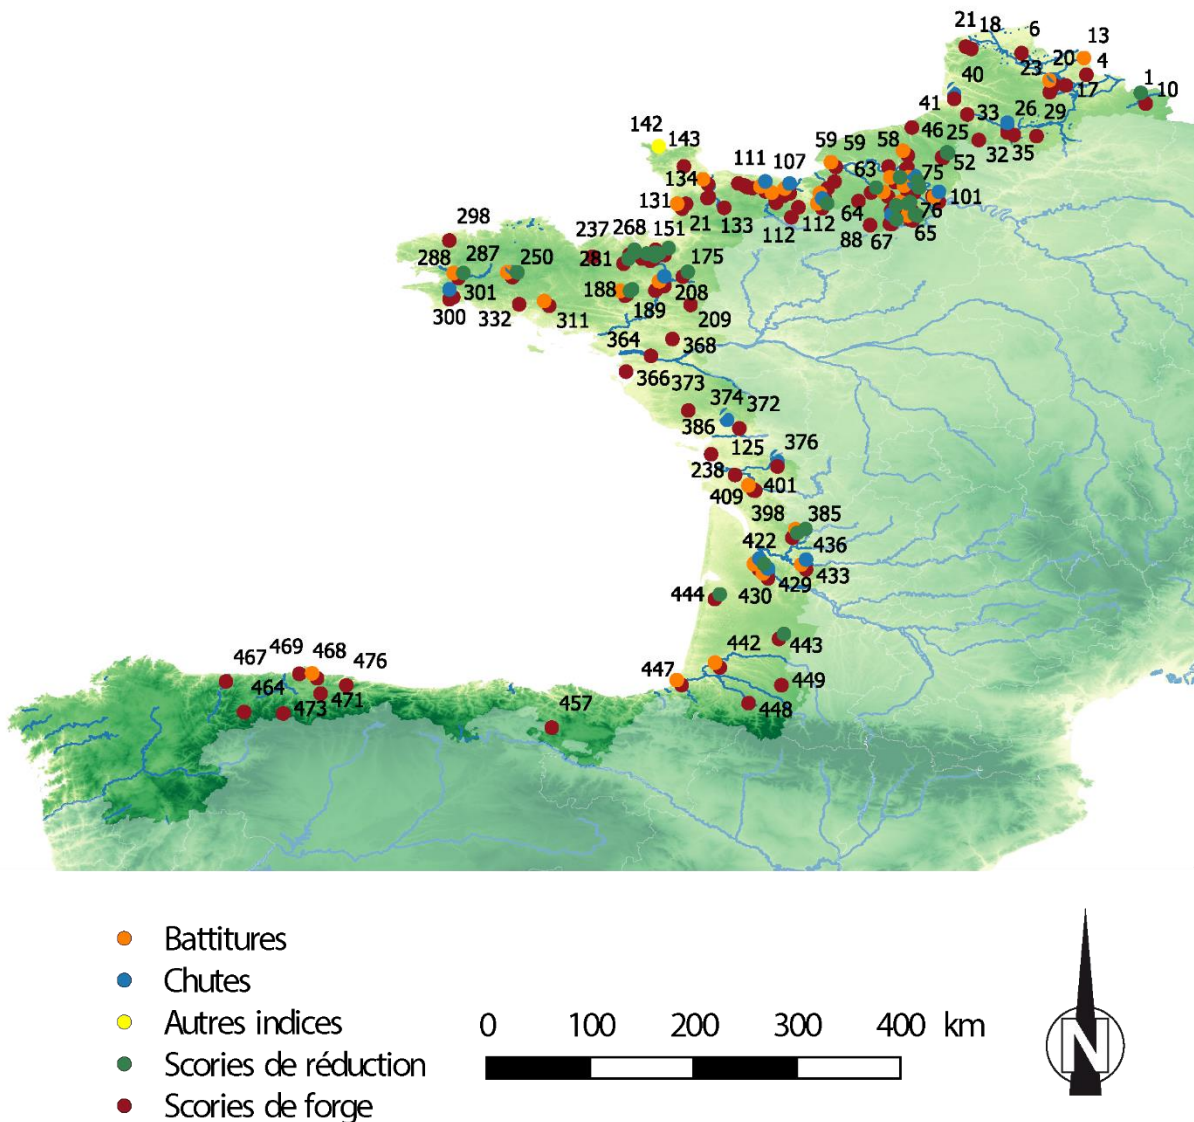 21 18 6 13
20 4
23
40 17 1 10
41 33 26 29
46 25 32 35
142 143 59 59 58 52
111 107 63 75
134 101
131 21 133 64 76
112 112 88 67 65
298 237 268 151
288 287 250 281 175
301 188 208
300 332 311 189 209
364 368
366 373
374 372
386 125 376
238 401
409
398 385
422 436
433
444 430 429
442 443
469 468 476 447 449
467
464 471 457 448
473
Battitures
Chutes
Autres indices
0 100 200 300 400 km
Scories de réduction
N
Scories de forge